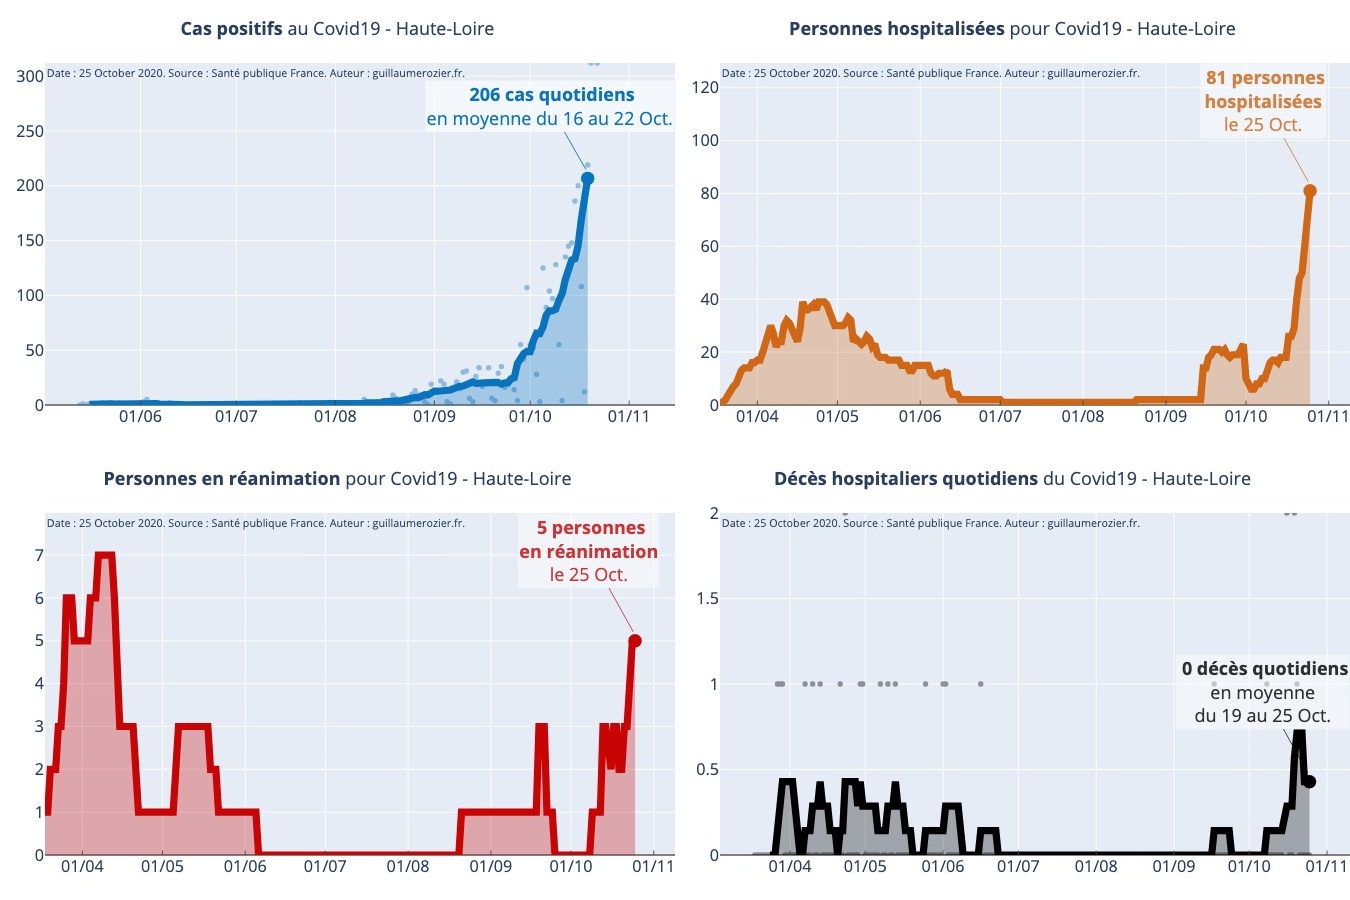 Cas positifs au Covid19 - Haute-Loire
Date : 25 October 2020. Source : Santé publique France. Auteur : guillaumerozier.fr.
206 cas quotidiens
en moyenne du 16 au 22 Oct.
300
250
200
150
100
50
0
01/06 01/07 01/08 01/09 01/10 01/11
Personnes hospitalisées pour Covid19 - Haute-Loire
Date : 25 October 2020. Source : Santé publique France. Auteur : guillaumerozier.fr.
81 personnes
hospitalisées
le 25 Oct.
120
100
80
60
40
20
0
01/04 01/05 01/06 01/07 01/08 01/09 01/10 01/11
Personnes en réanimation pour Covid19 - Haute-Loire
Date : 25 October 2020. Source : Santé publique France. Auteur : guillaumerozier.fr.
5 personnes
en réanimation
le 25 Oct.
7
6
5
4
3
2
1
0
01/04 01/05 01/06 01/07 01/08 01/09 01/10 01/11
Décès hospitaliers quotidiens du Covid19 - Haute-Loire
Date : 25 October 2020. Source : Santé publique France. Auteur : guillaumerozier.fr.
0 décès quotidiens
en moyenne
du 19 au 25 Oct.
2
1.5
1
0.5
0
01/04 01/05 01/06 01/07 01/08 01/09 01/10 01/11